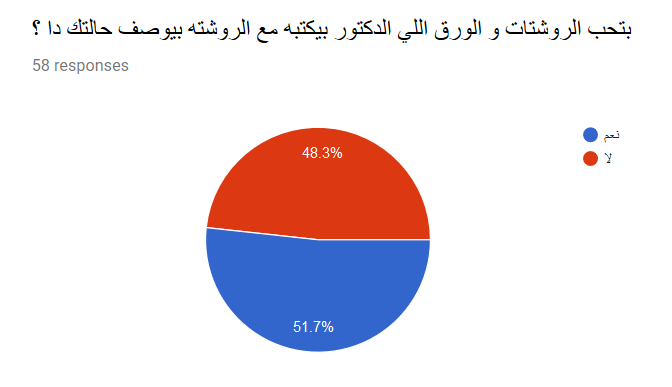 بتحب الروشتات و الورق اللي الدكتور بيكتبه مع الروشته بيوصف حالتك دا ؟
58 responses
نعم
لا
48.3%
51.7%